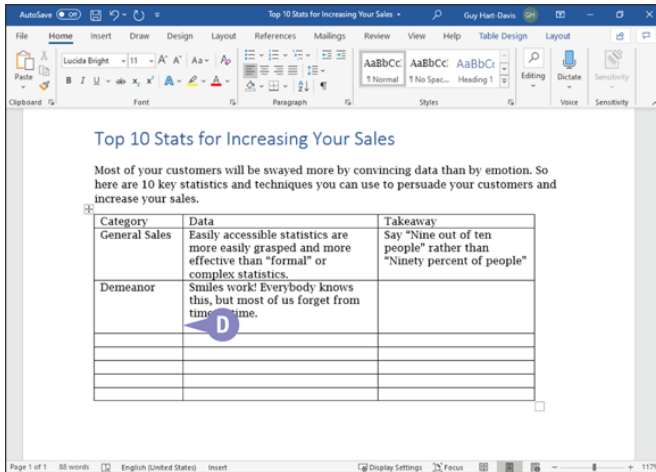 AutoSave Off Top 10 Stats for Increasing Your Sales Guy Hart-Davis GH
File Home Insert Draw Design Layout References Mailings Review View Help Table Design Layout
Lucida Bright 11 A A Aa A
Paste B I U ab x, x² A A
AaBbCc AaBbCc AaBbCc
¶ Normal ¶ No Spac... Heading 1
Editing Dictate Sensitivity
Clipboard Font Paragraph Styles Voice Sensitivity
Top 10 Stats for Increasing Your Sales
Most of your customers will be swayed more by convincing data than by emotion. So
here are 10 key statistics and techniques you can use to persuade your customers and
increase your sales.
Category Data Takeaway
General Sales Easily accessible statistics are Say “Nine out of ten
more easily grasped and more people” rather than
effective than “formal” or “Ninety percent of people”
complex statistics.
Demeanor Smiles work! Everybody knows
this, but most of us forget from
time.
D
Page 1 of 1 88 words English (United States) Insert Display Settings Focus 117%